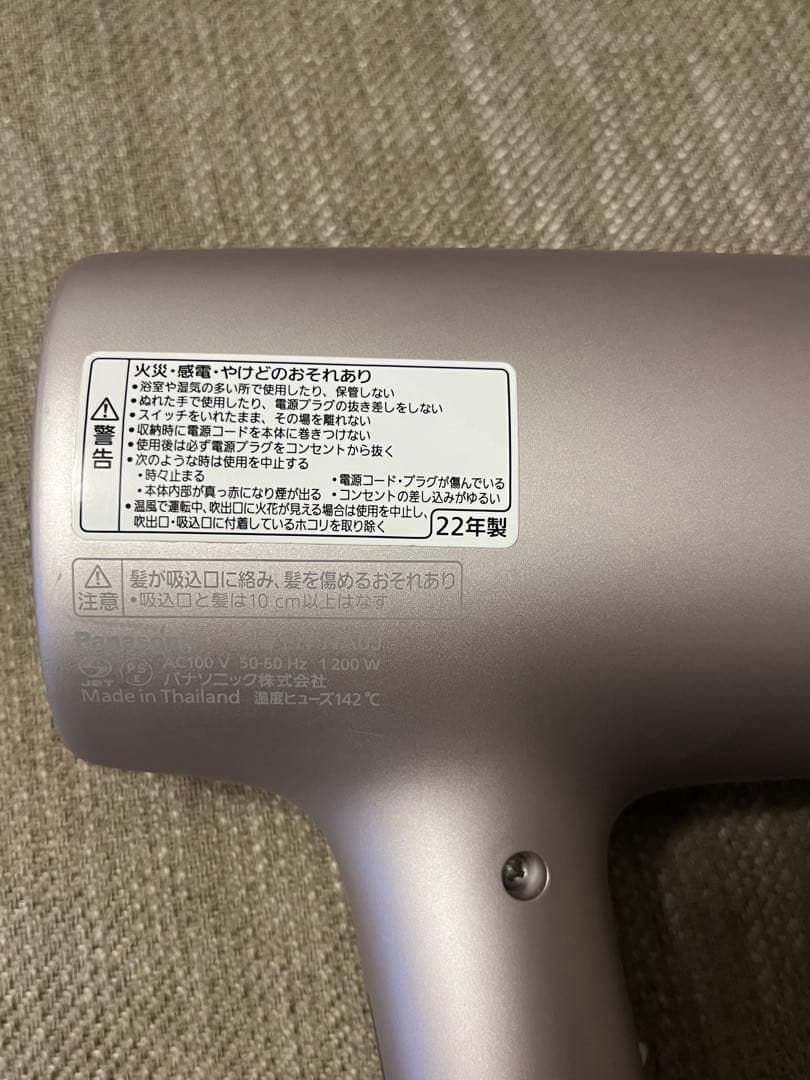 警告
火災・感電・やけどのおそれあり
・浴室や湿気の多い所で使用したり、保管しない
・ぬれた手で使用したり、電源プラグの抜き差しをしない
・スイッチをいれたまま、その場を離れない
・収納時に電源コードを本体に巻きつけない
・使用後は必ず電源プラグをコンセントから抜く
・次のような時は使用を中止する
・時々止まる ・電源コード・プラグが傷んでいる
・本体内部が真っ赤になり煙が出る ・コンセントの差し込みがゆるい
・温風で運転中、吹出口に火花が見える場合は使用を中止し、
吹出口・吸込口に付着しているホコリを取り除く
22年製
注意
髪が吸込口に絡み、髪を傷めるおそれあり
・吸込口と髪は10 cm以上はなす
Panasonic
JET PSE AC100 V 50-60 Hz 1 200 W
パナソニック株式会社
Made in Thailand 温度ヒューズ142℃